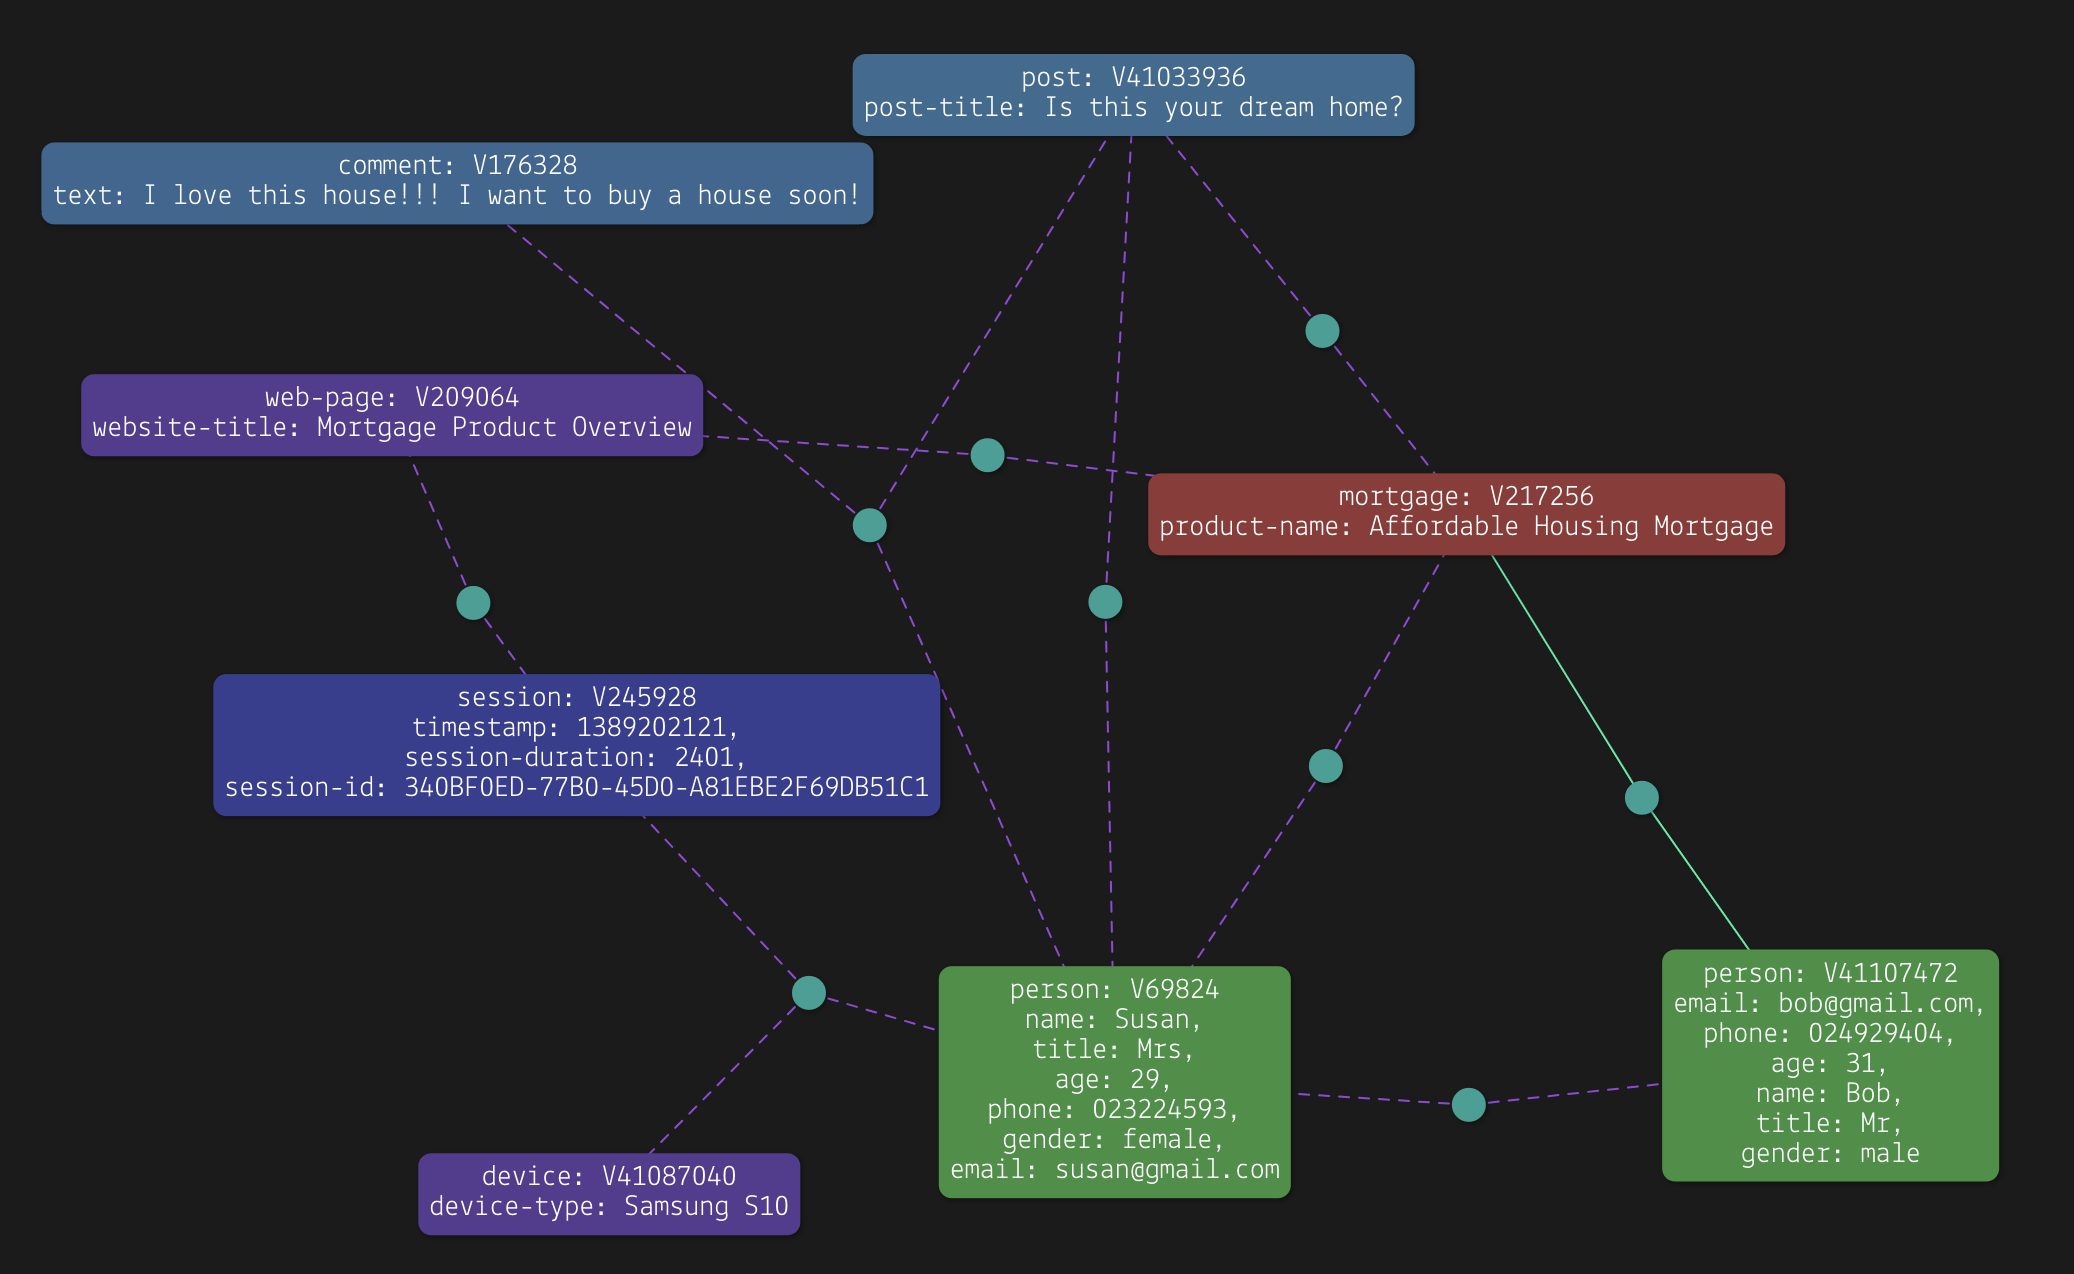 post: V41033936
post-title: Is this your dream home?
comment: V176328
text: I love this house!!! I want to buy a house soon!
web-page: V209064
website-title: Mortgage Product Overview
mortgage: V217256
product-name: Affordable Housing Mortgage
session: V245928
timestamp: 1389202121,
session-duration: 2401,
session-id: 340BF0ED-77B0-45D0-A81EBE2F69DB51C1
person: V69824
name: Susan,
title: Mrs,
age: 29,
phone: 023224593,
gender: female,
email: susan@gmail.com
person: V41107472
email: bob@gmail.com,
phone: 024929404,
age: 31,
name: Bob,
title: Mr,
gender: male
device: V41087040
device-type: Samsung S10